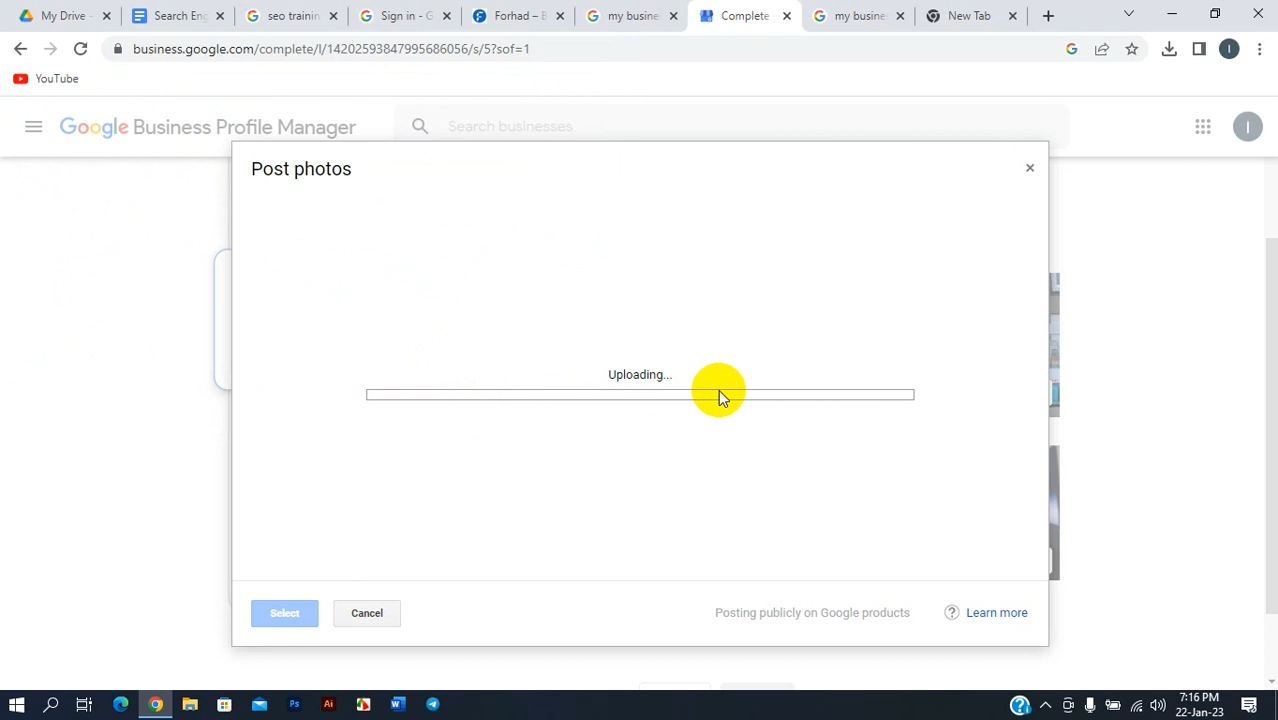 My Drive -
Search Eng
seo trainin
Sign in - G
Forhad – B
my busine
Complete
my busine
New Tab
business.google.com/complete/l/14202593847995686056/s/5?sof=1
I
YouTube
Google Business Profile Manager
Search businesses
I
Post photos
×
Uploading...
Select
Cancel
Posting publicly on Google products
? Learn more
Ps
Ai
W
7:16 PM
22-Jan-23